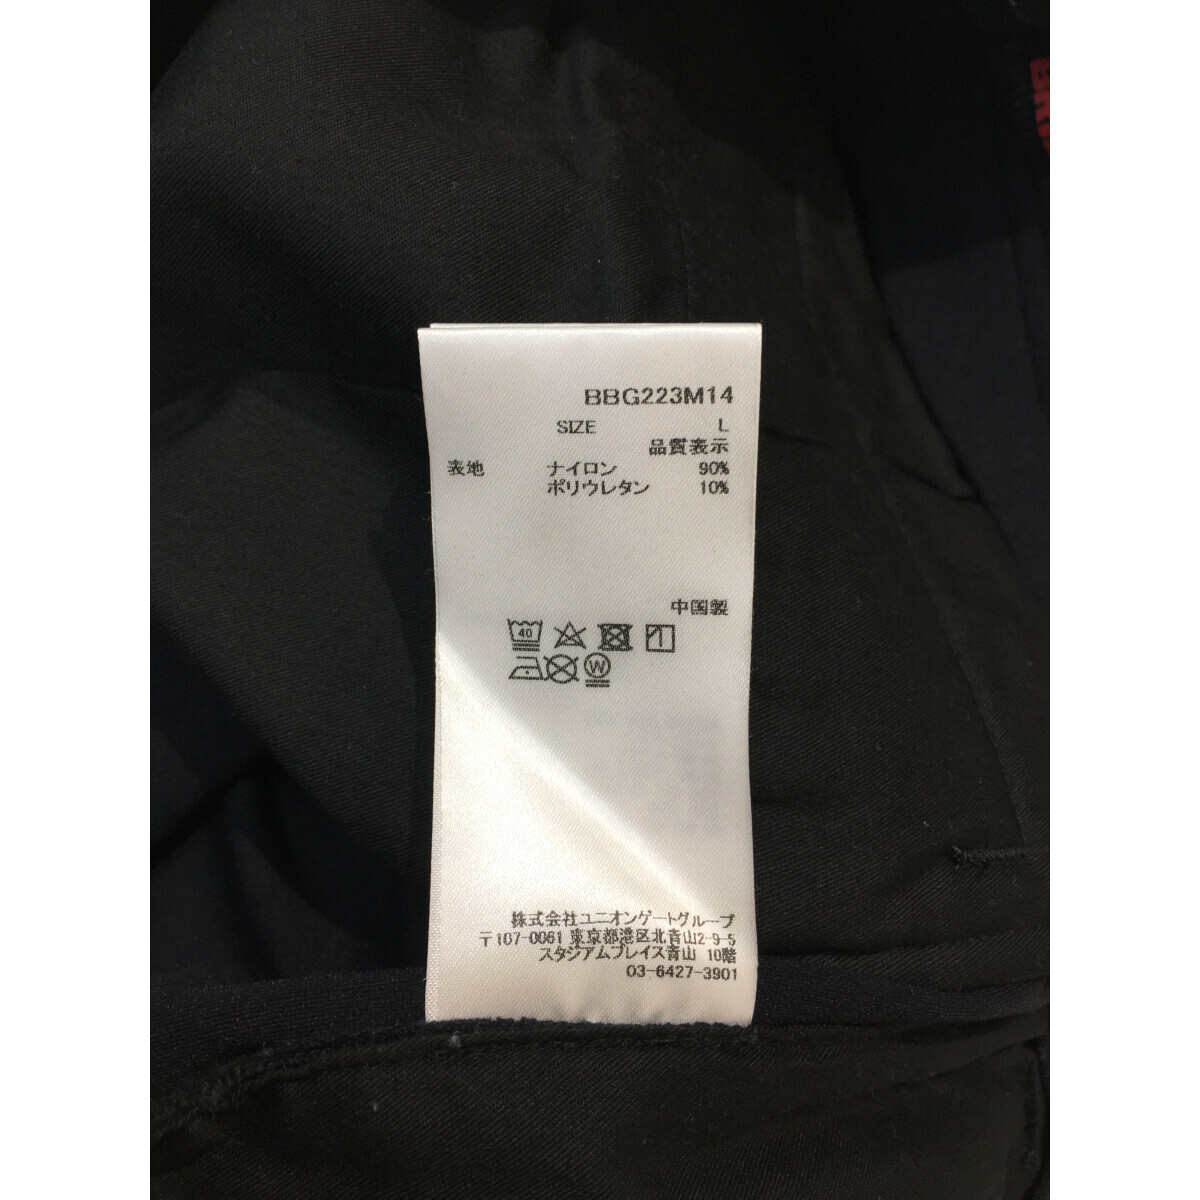 BBG223M14
SIZE L
品質表示
表地 ナイロン 90%
ポリウレタン 10%
中国製
40
W
株式会社ユニオンゲートグループ
〒107-0061 東京都港区北青山2-9-5
スタジアムプレイス青山 10階
03-6427-3901